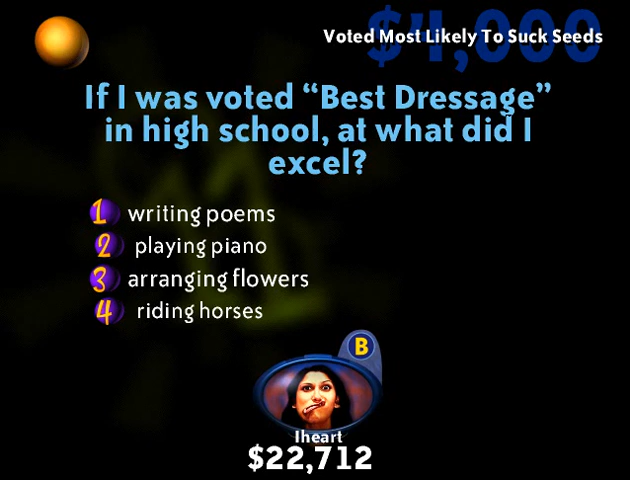 $4,000
Voted Most Likely To Suck Seeds
If I was voted “Best Dressage”
in high school, at what did I
excel?
1 writing poems
2 playing piano
3 arranging flowers
4 riding horses
B
Iheart
$22,712